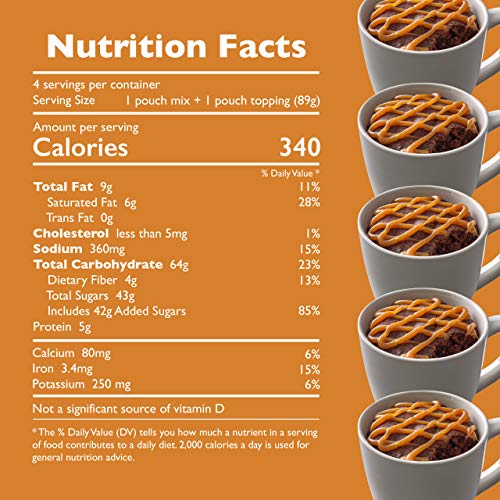 Nutrition Facts
4 servings per container
Serving Size 1 pouch mix + 1 pouch topping (89g)
Amount per serving
Calories 340
% Daily Value *
Total Fat 9g 11%
Saturated Fat 6g 28%
Trans Fat 0g
Cholesterol less than 5mg 1%
Sodium 360mg 15%
Total Carbohydrate 64g 23%
Dietary Fiber 4g 13%
Total Sugars 43g
Includes 42g Added Sugars 85%
Protein 5g
Calcium 80mg 6%
Iron 3.4mg 15%
Potassium 250 mg 6%
Not a significant source of vitamin D
* The % Daily Value (DV) tells you how much a nutrient in a serving
of food contributes to a daily diet. 2,000 calories a day is used for
general nutrition advice.